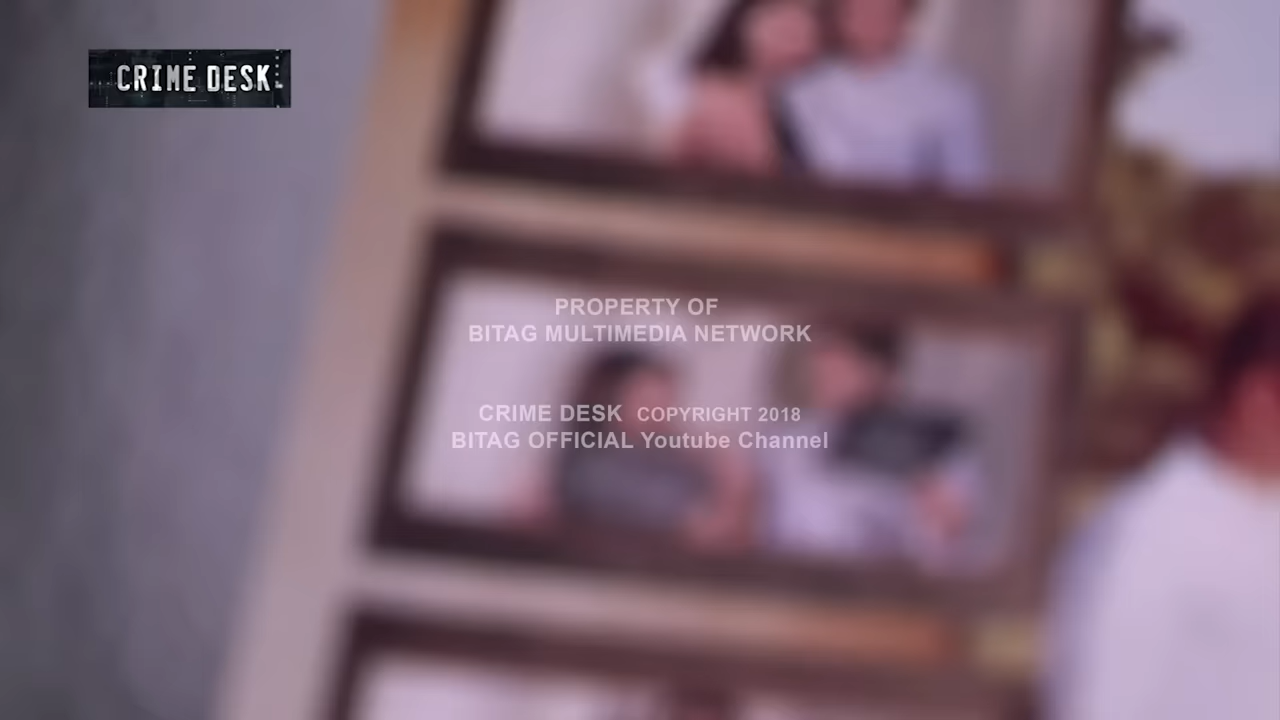 CRIME DESK
PROPERTY OF
BITAG MULTIMEDIA NETWORK
CRIME DESK COPYRIGHT 2018
BITAG OFFICIAL Youtube Channel